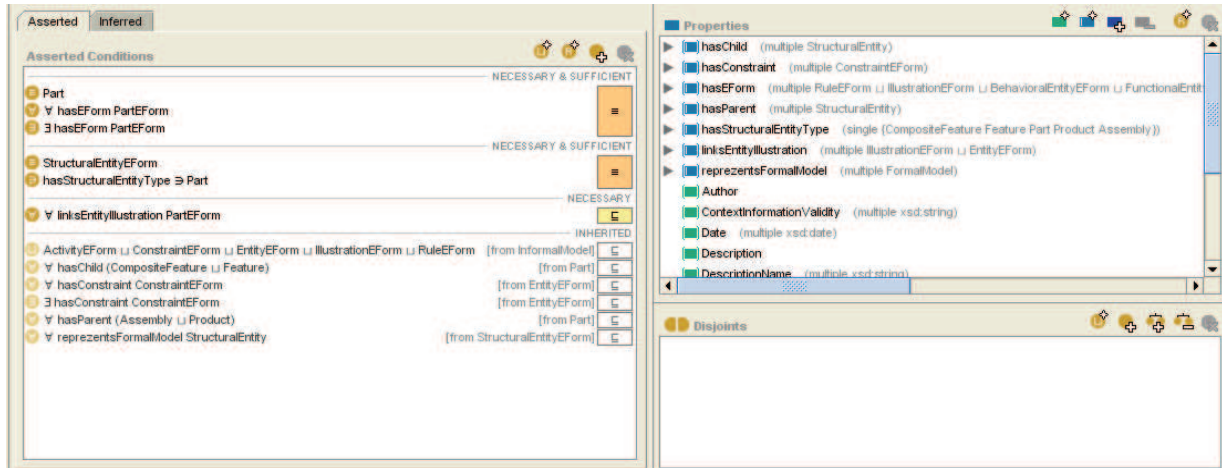 Asserted Inferred
Asserted Conditions
NECESSARY & SUFFICIENT
Part
∀ hasEForm PartEForm
∃ hasEForm PartEForm
NECESSARY & SUFFICIENT
StructuralEntityEForm
hasStructuralEntityType ∋ Part
NECESSARY
∀ linksEntityIllustration PartEForm
INHERITED
ActivityEForm ⊔ ConstraintEForm ⊔ EntityEForm ⊔ IllustrationEForm ⊔ RuleEForm [from InformalModel]
∀ hasChild (CompositeFeature ⊔ Feature) [from Part]
∀ hasConstraint ConstraintEForm [from EntityEForm]
∃ hasConstraint ConstraintEForm [from EntityEForm]
∀ hasParent (Assembly ⊔ Product) [from Part]
∀ reprezentsFormalModel StructuralEntity [from StructuralEntityEForm]
Properties
hasChild (multiple StructuralEntity)
hasConstraint (multiple ConstraintEForm)
hasEForm (multiple RuleEForm ⊔ IllustrationEForm ⊔ BehavioralEntityEForm ⊔ FunctionalEntit
hasParent (multiple StructuralEntity)
hasStructuralEntityType (single {CompositeFeature Feature Part Product Assembly})
linksEntityIllustration (multiple IllustrationEForm ⊔ EntityEForm)
reprezentsFormalModel (multiple FormalModel)
Author
ContextInformationValidity (multiple xsd:string)
Date (multiple xsd:date)
Description
DescriptionName (multiple xsd:string)
Disjoints